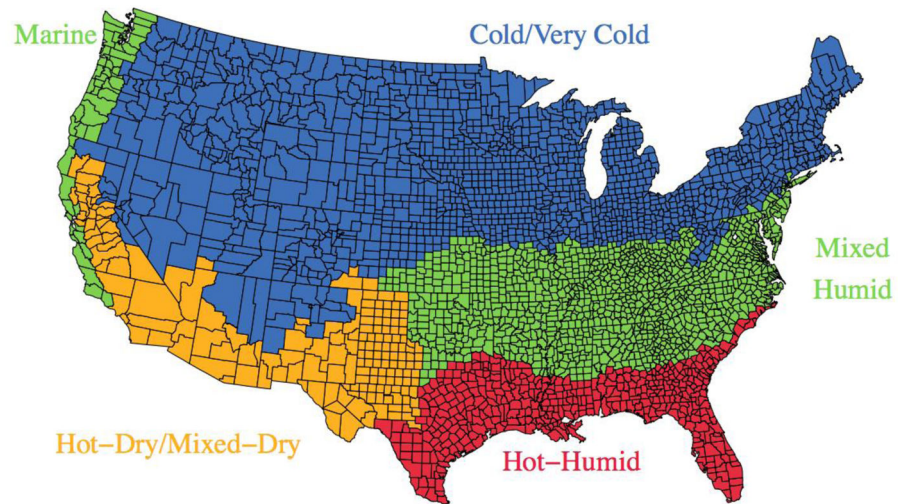 Marine
Cold/Very Cold
Mixed
Humid
Hot-Dry/Mixed-Dry
Hot-Humid